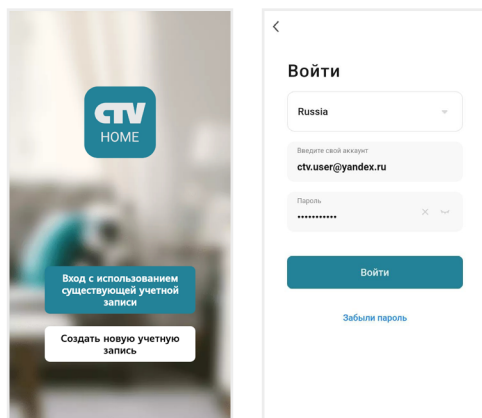 CTV
HOME
Вход с использованием
существующей учетной
записи
Создать новую учетную
запись
Войти
Russia
Введите свой аккаунт
ctv.user@yandex.ru
Пароль
•••••••••••
Войти
Забыли пароль